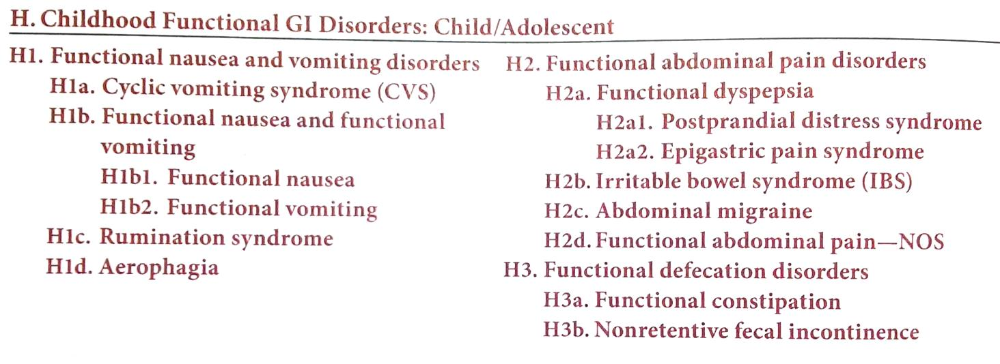 H. Childhood Functional GI Disorders: Child/Adolescent
H1. Functional nausea and vomiting disorders
H1a. Cyclic vomiting syndrome (CVS)
H1b. Functional nausea and functional
vomiting
H1b1. Functional nausea
H1b2. Functional vomiting
H1c. Rumination syndrome
H1d. Aerophagia
H2. Functional abdominal pain disorders
H2a. Functional dyspepsia
H2a1. Postprandial distress syndrome
H2a2. Epigastric pain syndrome
H2b. Irritable bowel syndrome (IBS)
H2c. Abdominal migraine
H2d. Functional abdominal pain—NOS
H3. Functional defecation disorders
H3a. Functional constipation
H3b. Nonretentive fecal incontinence